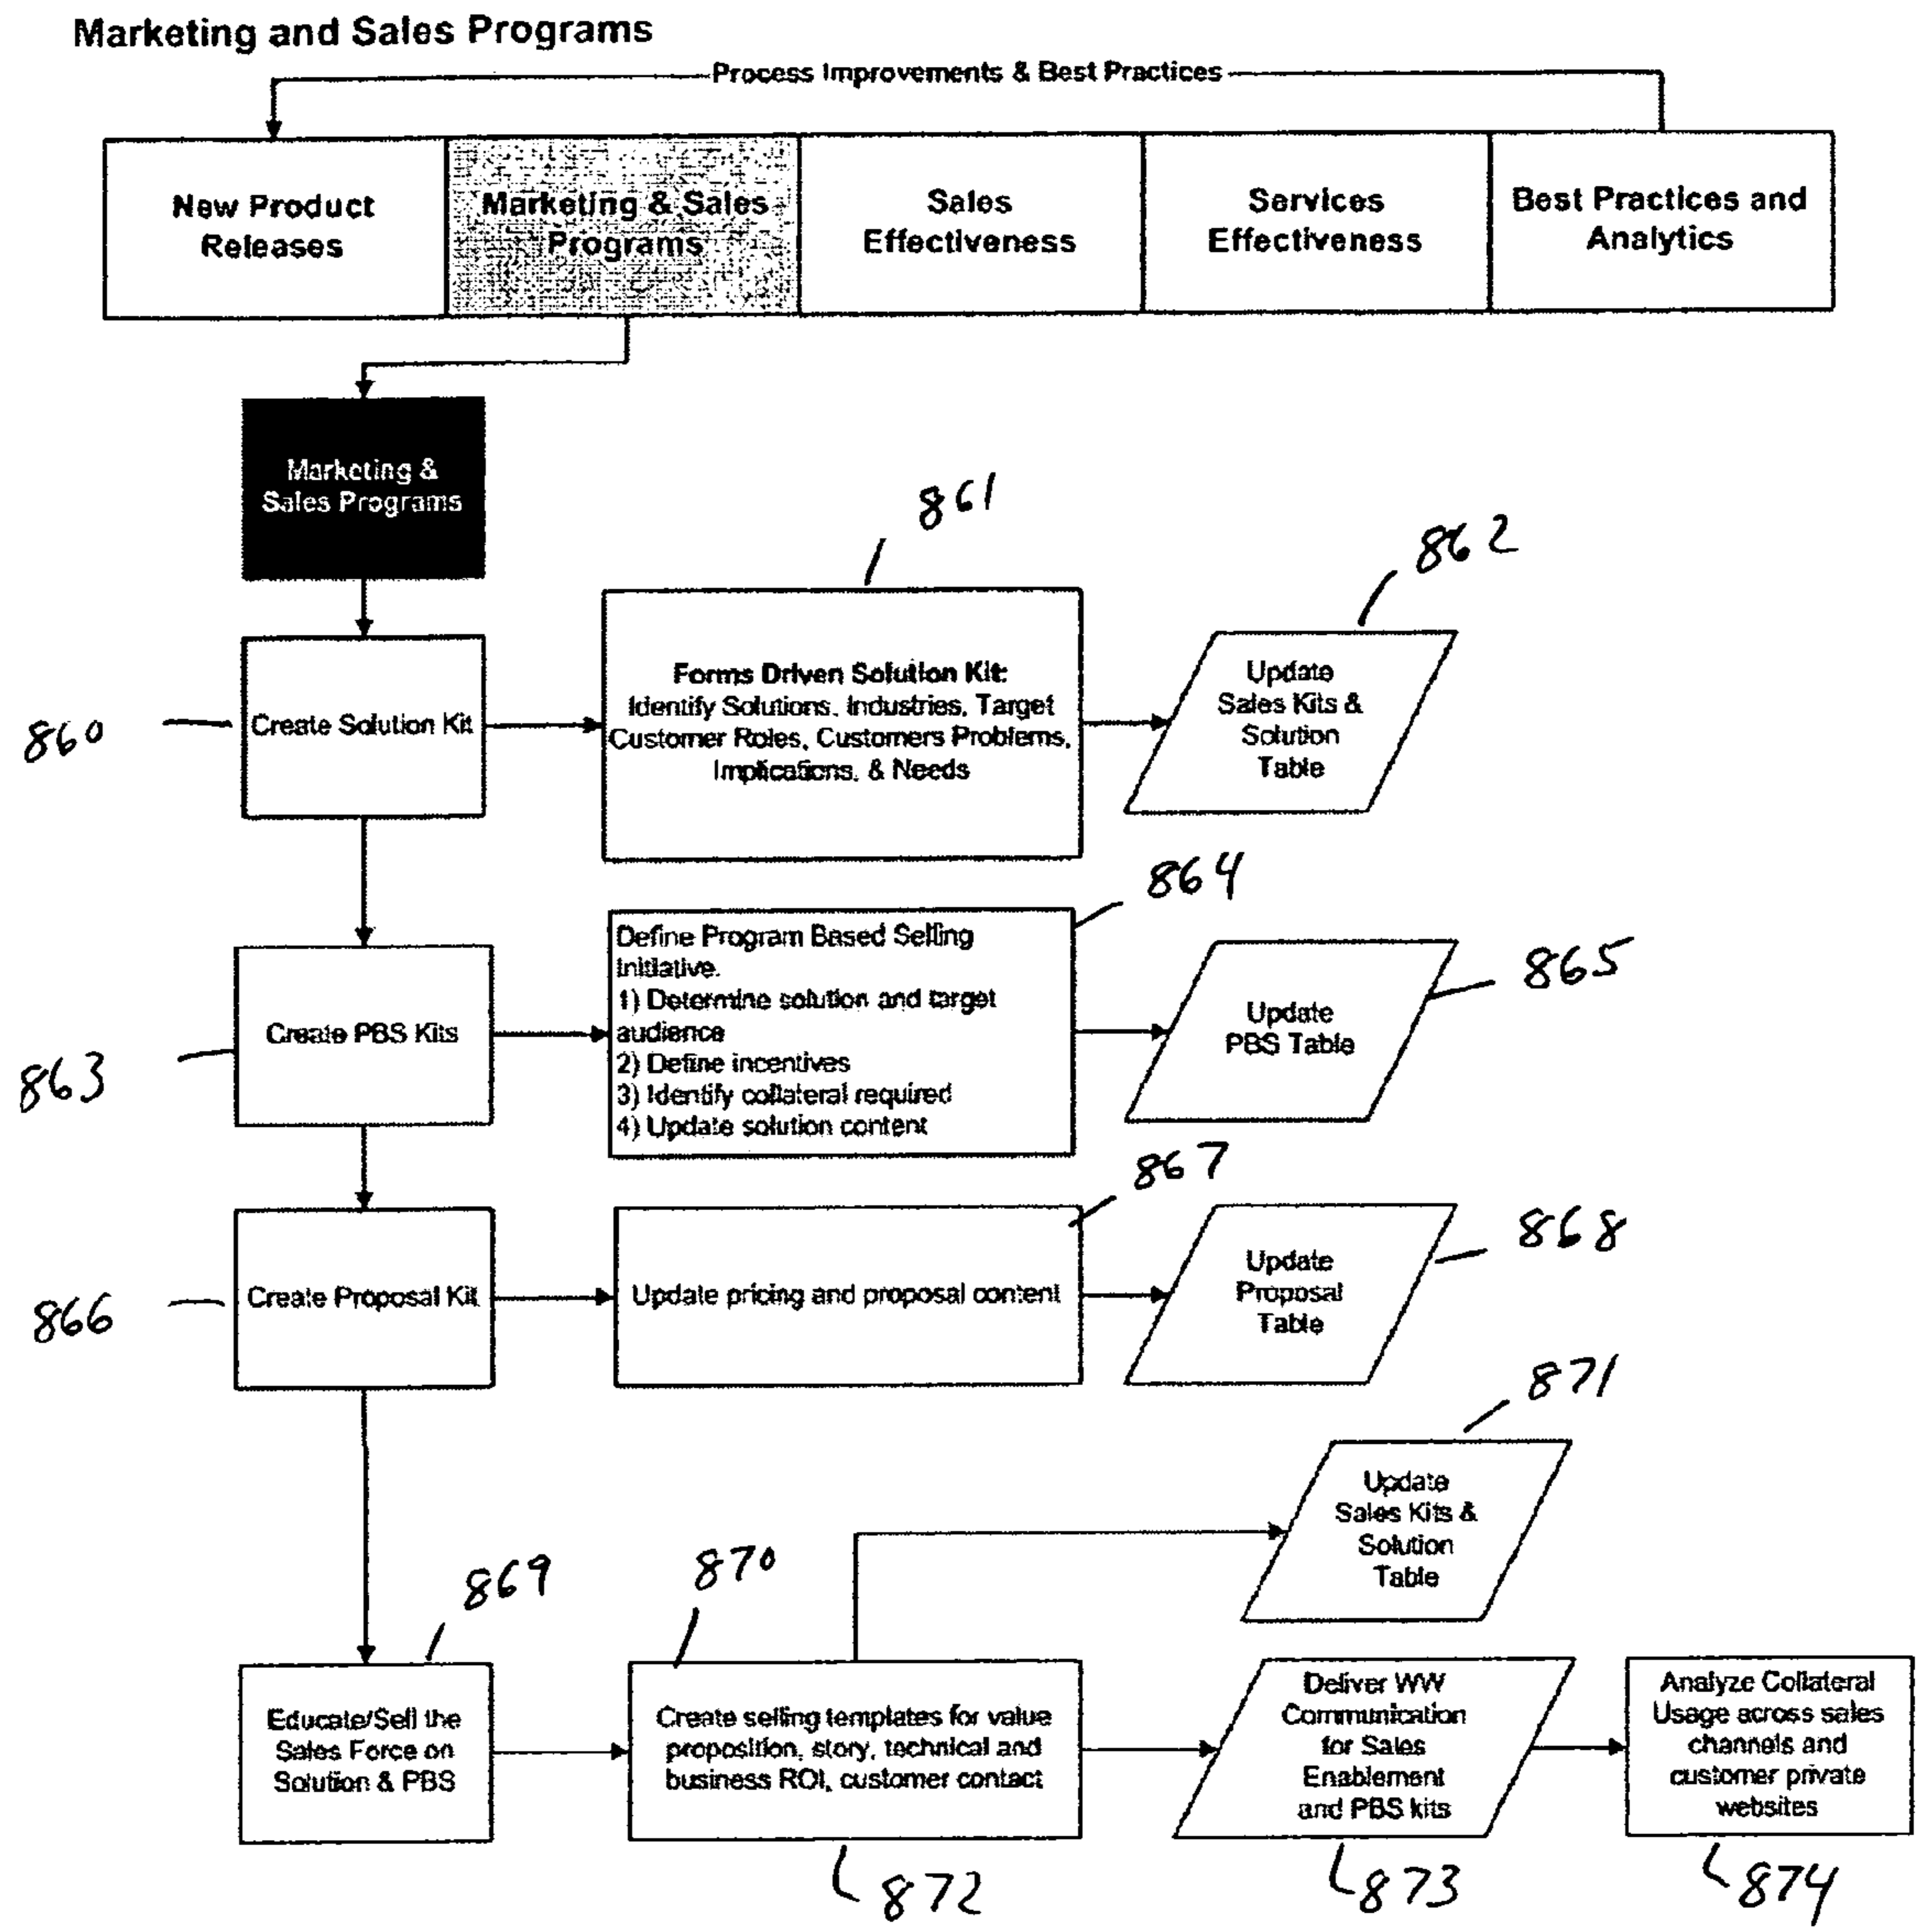 Marketing and Sales Programs
Process Improvements & Best Practices
New Product
Releases
Marketing & Sales
Programs
Sales
Effectiveness
Services
Effectiveness
Best Practices and
Analytics
Marketing &
Sales Programs
861
862
860
Create Solution Kit
Forms Driven Solution Kit:
Identify Solutions, Industries, Target
Customer Roles, Customers Problems,
Implications, & Needs
Update
Sales Kits &
Solution
Table
864
865
863
Create PBS Kits
Define Program Based Selling
Initiative.
1) Determine solution and target
audience
2) Define incentives
3) Identify collateral required
4) Update solution content
Update
PBS Table
867
868
866
Create Proposal Kit
Update pricing and proposal content
Update
Proposal
Table
871
Update
Sales Kits &
Solution
Table
869
870
Educate/Sell the
Sales Force on
Solution & PBS
Create selling templates for value
proposition, story, technical and
business ROI, customer contact
Deliver WW
Communication
for Sales
Enablement
and PBS kits
Analyze Collateral
Usage across sales
channels and
customer private
websites
872
873
874